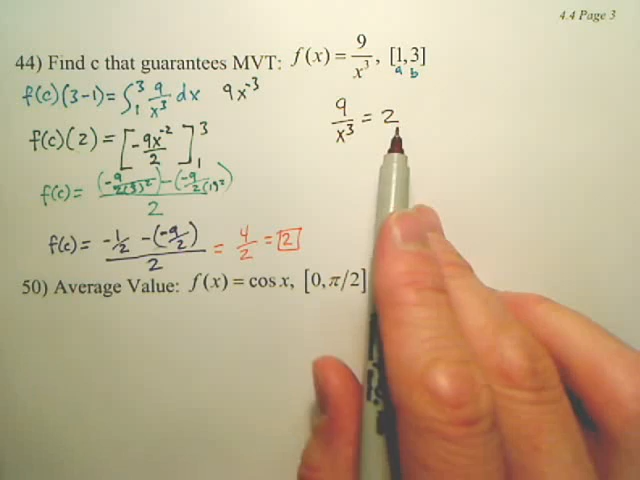 4.4 Page 3
44) Find c that guarantees MVT: f(x) = 9/x³, [1,3]
a b
f(c)(3-1) = ∫₁³ 9/x³ dx 9x⁻³
9/x³ = 2
f(c)(2) = [-9x⁻²/2]₁³
f(c) = (-9/2(3)²) - (-9/2(1)²) / 2
f(c) = -1/2 - (-9/2) / 2 = 4/2 = 2
50) Average Value: f(x) = cos x, [0, π/2]